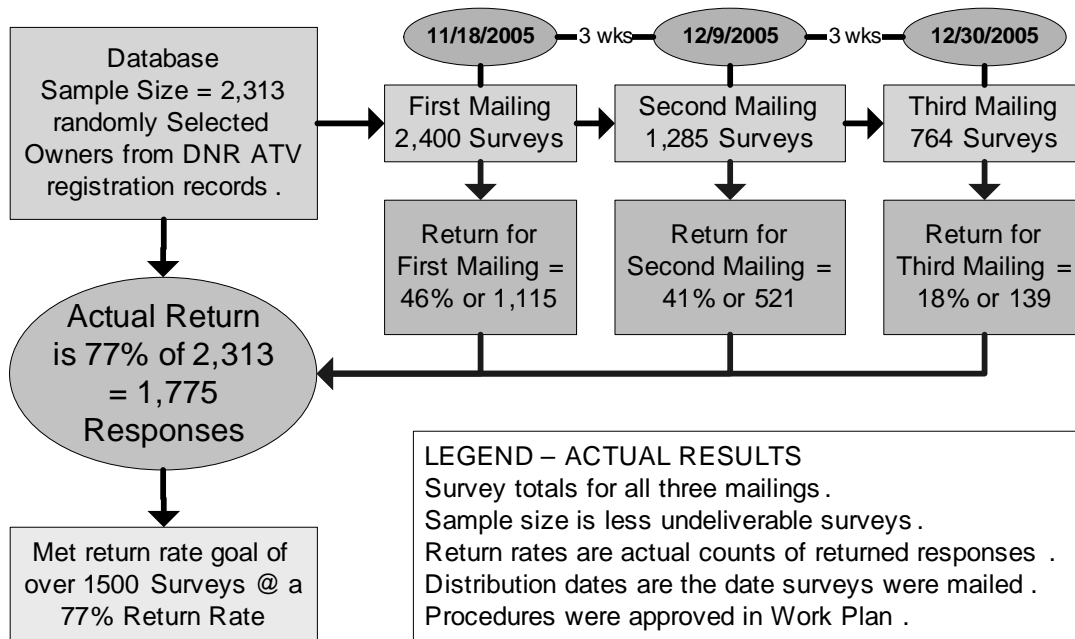 Database
Sample Size = 2,313
randomly Selected
Owners from DNR ATV
registration records .
11/18/2005
3 wks
12/9/2005
3 wks
12/30/2005
First Mailing
2,400 Surveys
Second Mailing
1,285 Surveys
Third Mailing
764 Surveys
Return for
First Mailing =
46% or 1,115
Return for
Second Mailing =
41% or 521
Return for
Third Mailing =
18% or 139
Actual Return
is 77% of 2,313
= 1,775
Responses
Met return rate goal of
over 1500 Surveys @ a
77% Return Rate
LEGEND – ACTUAL RESULTS
Survey totals for all three mailings .
Sample size is less undeliverable surveys .
Return rates are actual counts of returned responses .
Distribution dates are the date surveys were mailed .
Procedures were approved in Work Plan .